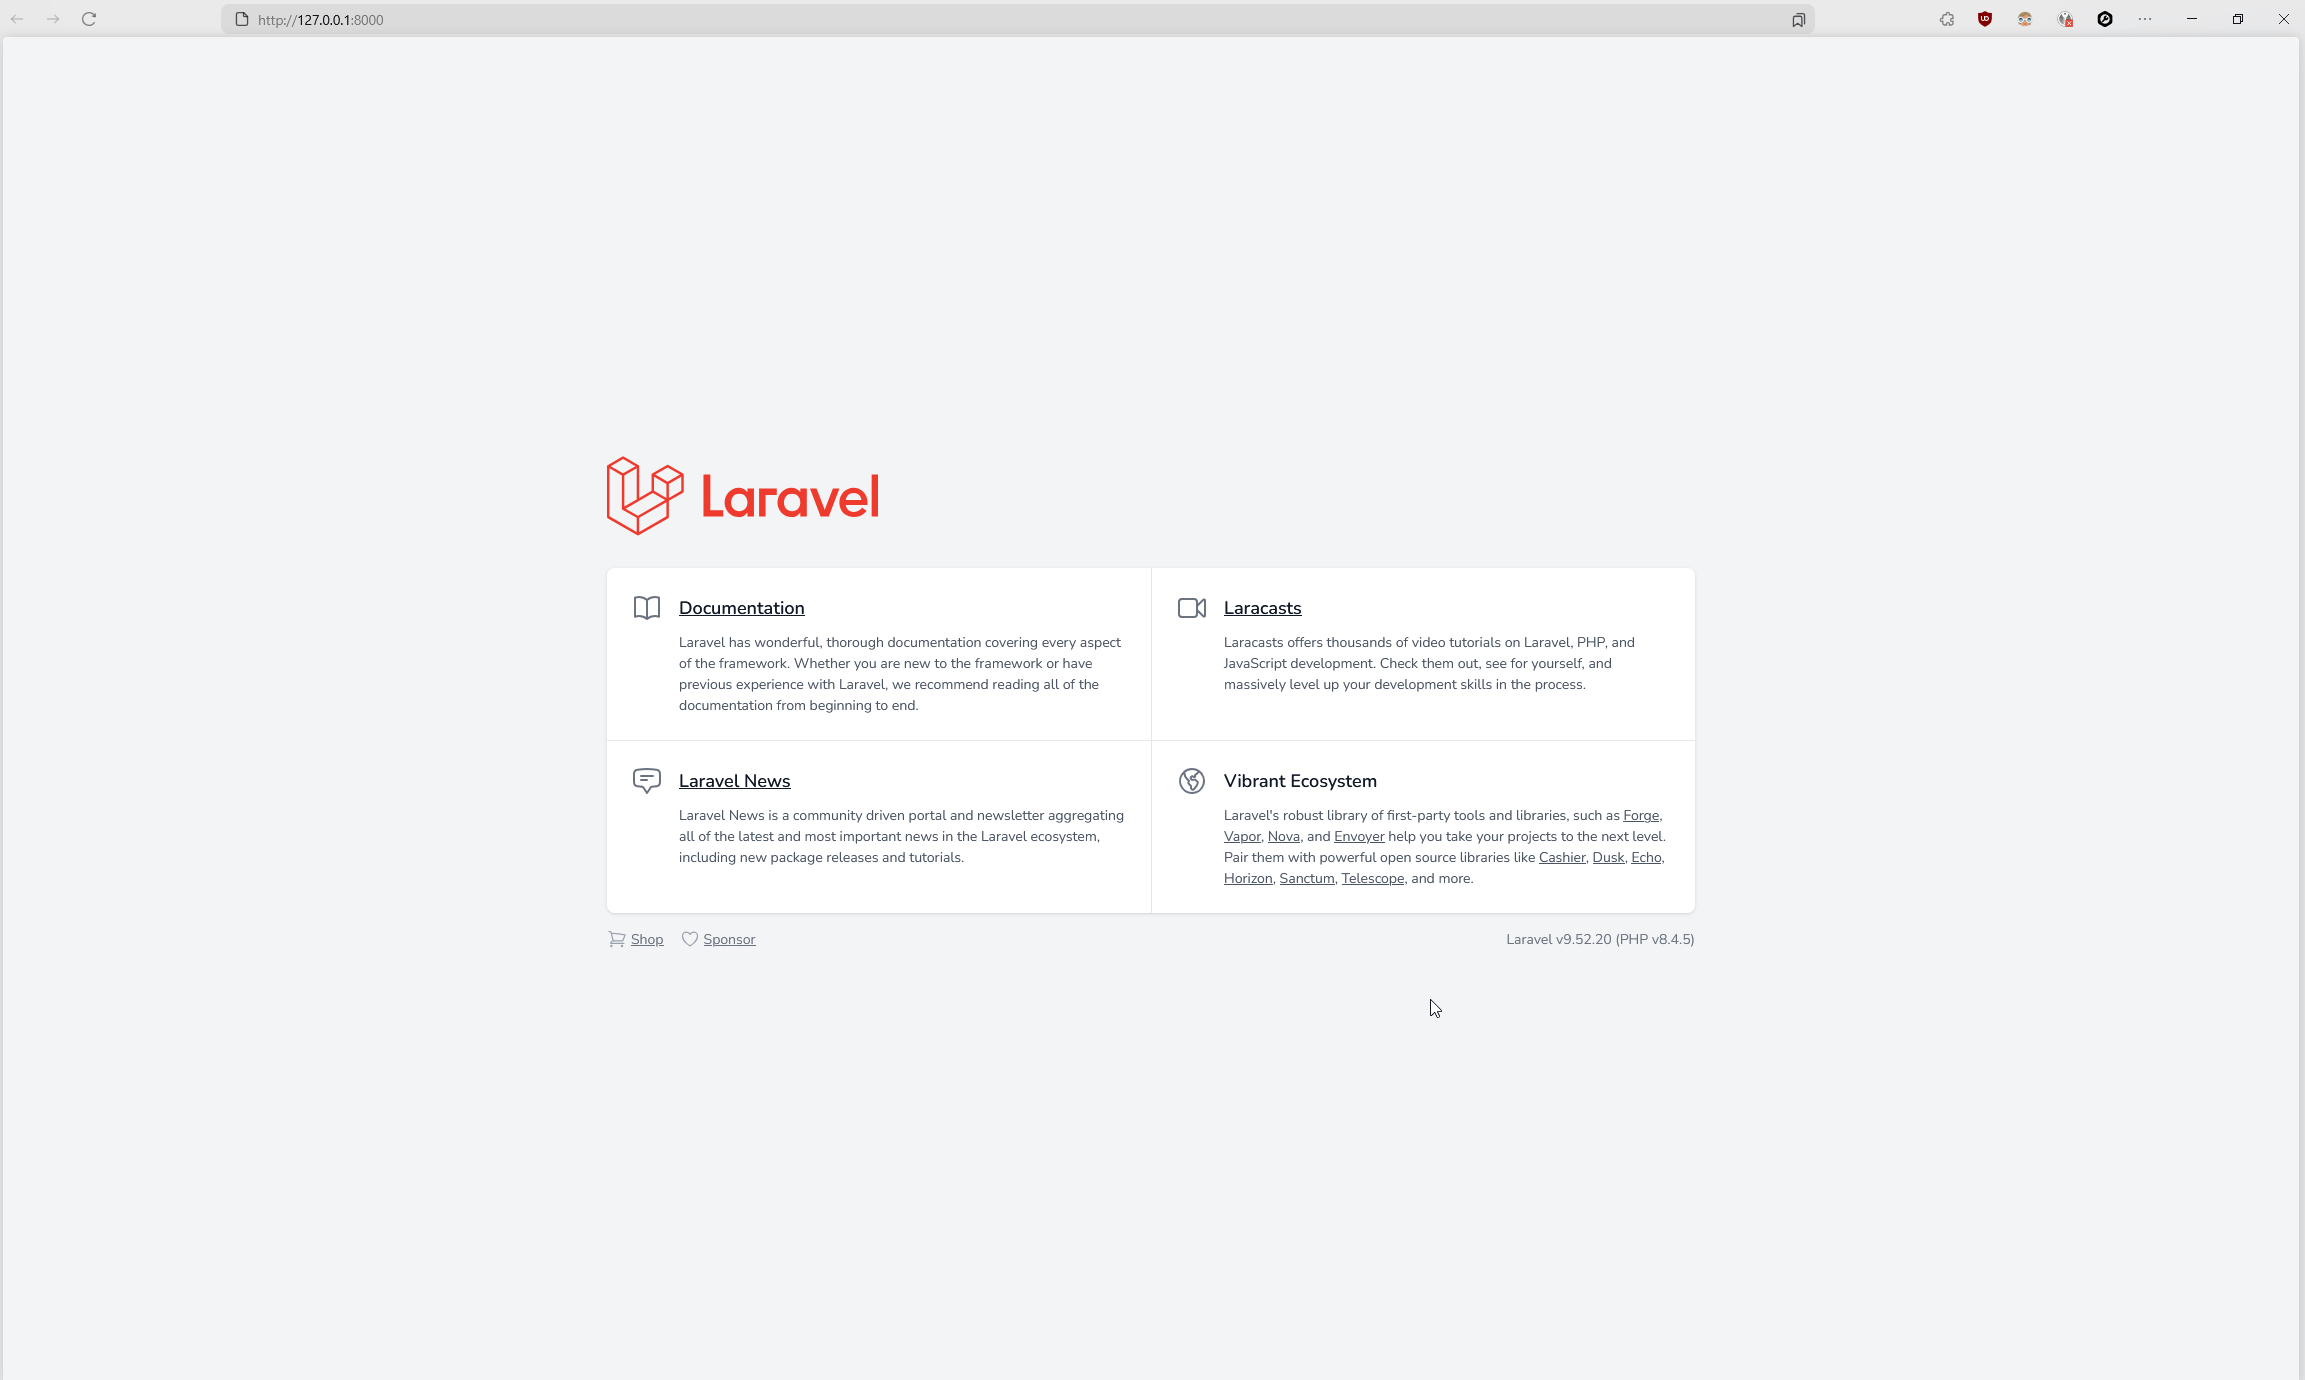 http://127.0.0.1:8000
Laravel
Documentation
Laravel has wonderful, thorough documentation covering every aspect
of the framework. Whether you are new to the framework or have
previous experience with Laravel, we recommend reading all of the
documentation from beginning to end.
Laracasts
Laracasts offers thousands of video tutorials on Laravel, PHP, and
JavaScript development. Check them out, see for yourself, and
massively level up your development skills in the process.
Laravel News
Laravel News is a community driven portal and newsletter aggregating
all of the latest and most important news in the Laravel ecosystem,
including new package releases and tutorials.
Vibrant Ecosystem
Laravel's robust library of first-party tools and libraries, such as Forge,
Vapor, Nova, and Envoyer help you take your projects to the next level.
Pair them with powerful open source libraries like Cashier, Dusk, Echo,
Horizon, Sanctum, Telescope, and more.
Shop
Sponsor
Laravel v9.52.20 (PHP v8.4.5)